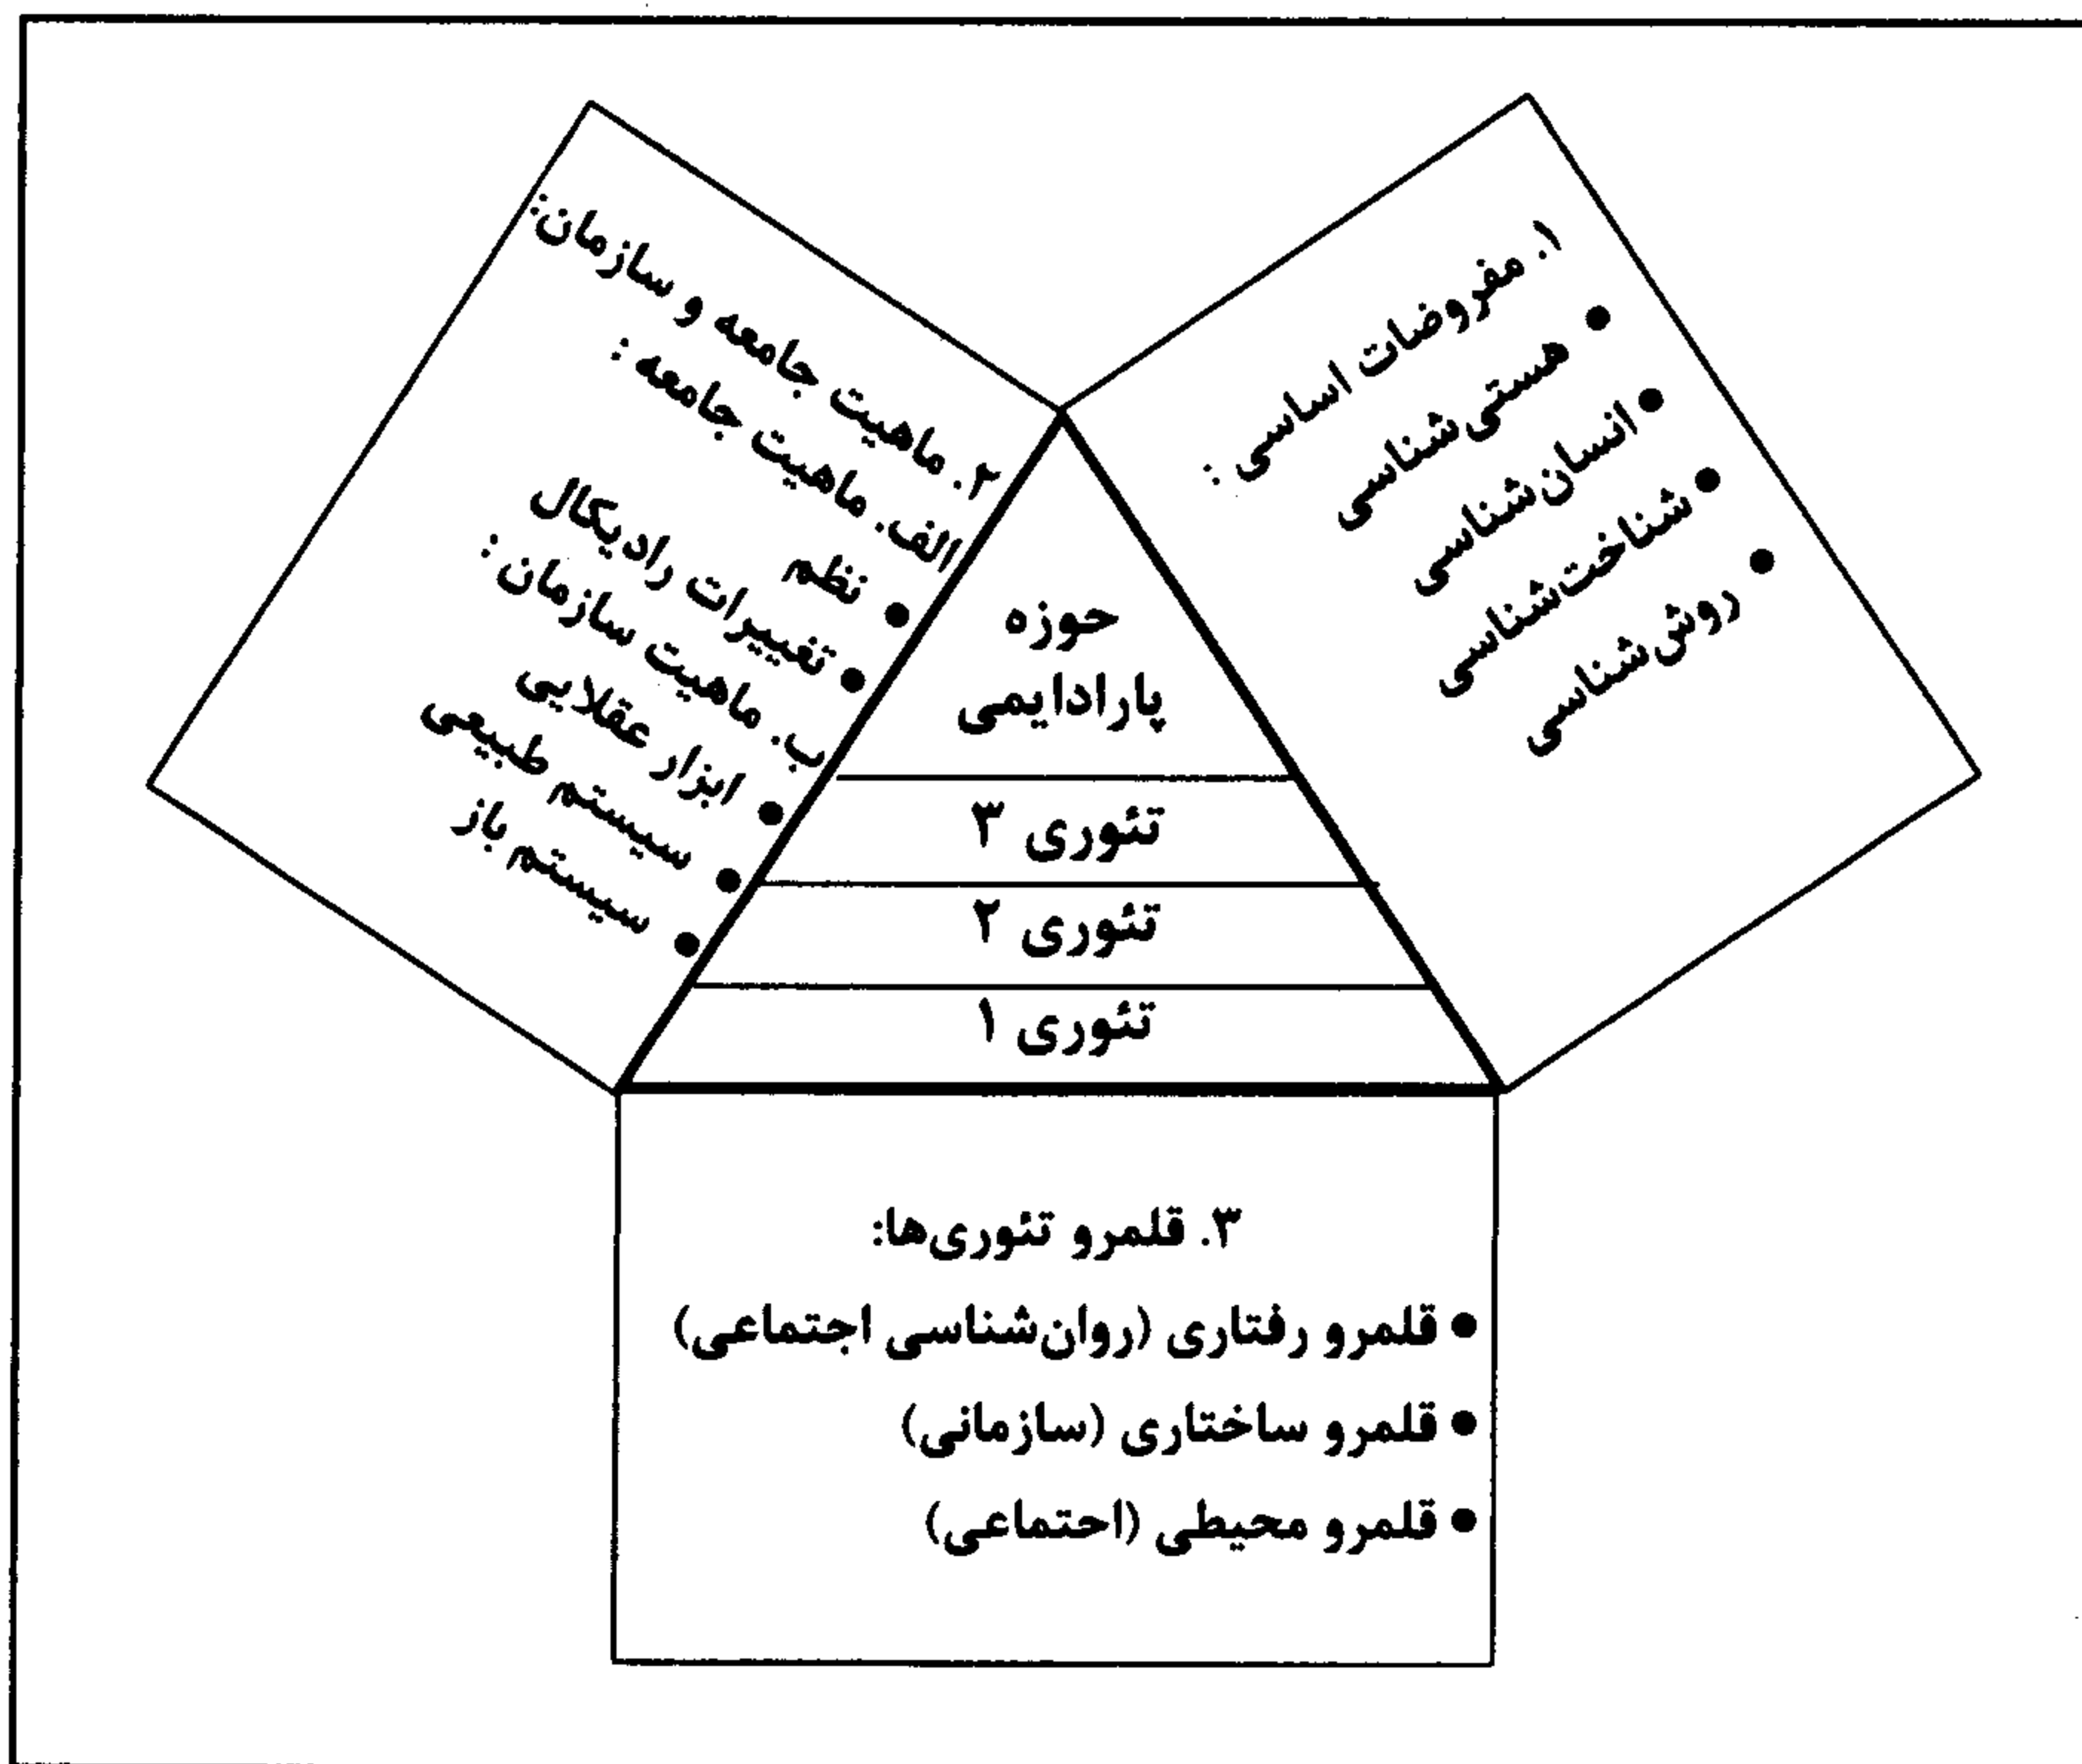 ۱. مفروضات اساسی :
• هستی‌شناسی
• انسان‌شناسی
• شناخت‌شناسی
• روش‌شناسی
۲. ماهیت جامعه و سازمان:
الف. ماهیت جامعه :
• نظم
• تغییرات رادیکال
ب. ماهیت سازمان:
• ابزار عقلایی
• سیستم طبیعی
• سیستم باز
حوزه
پارادایمی
تئوری ۳
تئوری ۲
تئوری ۱
۳. قلمرو تئوری‌ها:
• قلمرو رفتاری (روان‌شناسی اجتماعی)
• قلمرو ساختاری (سازمانی)
• قلمرو محیطی (احتماعی)